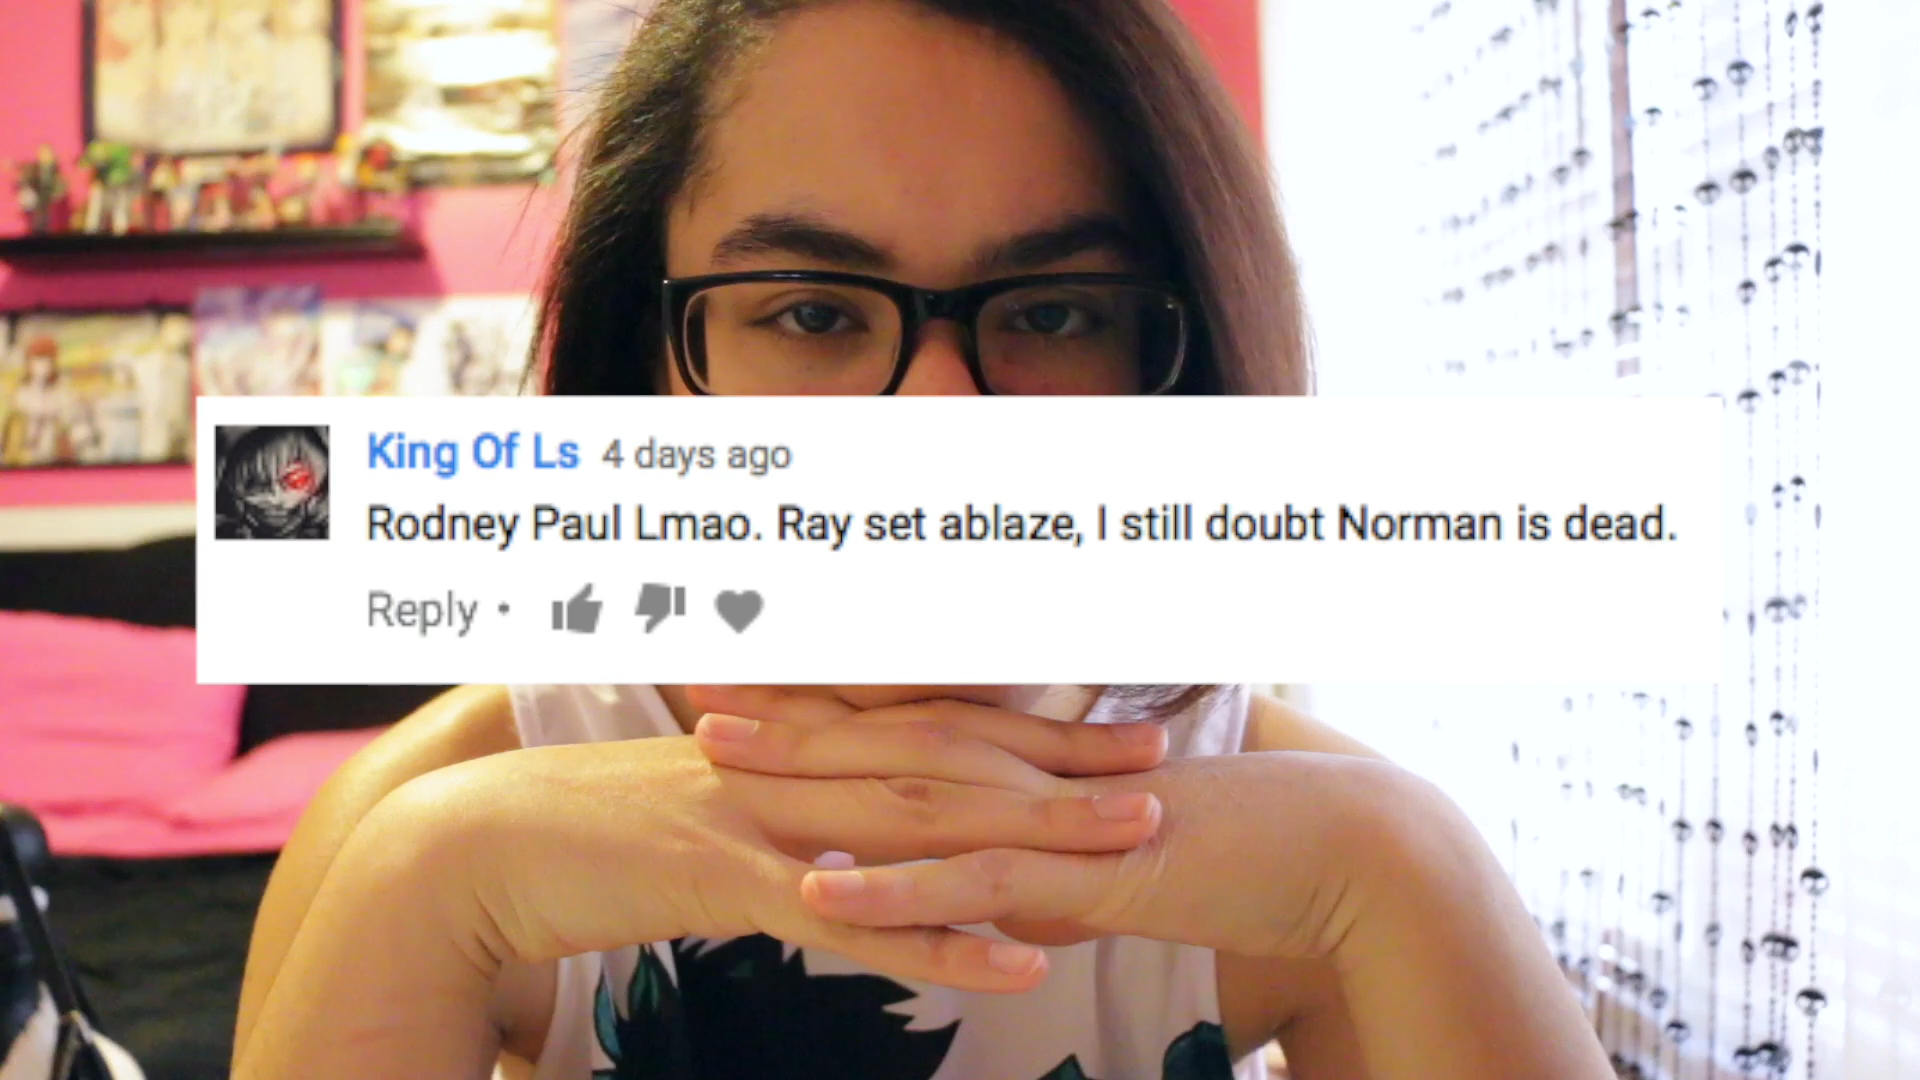 King Of Ls 4 days ago
Rodney Paul Lmao. Ray set ablaze, I still doubt Norman is dead.
Reply •